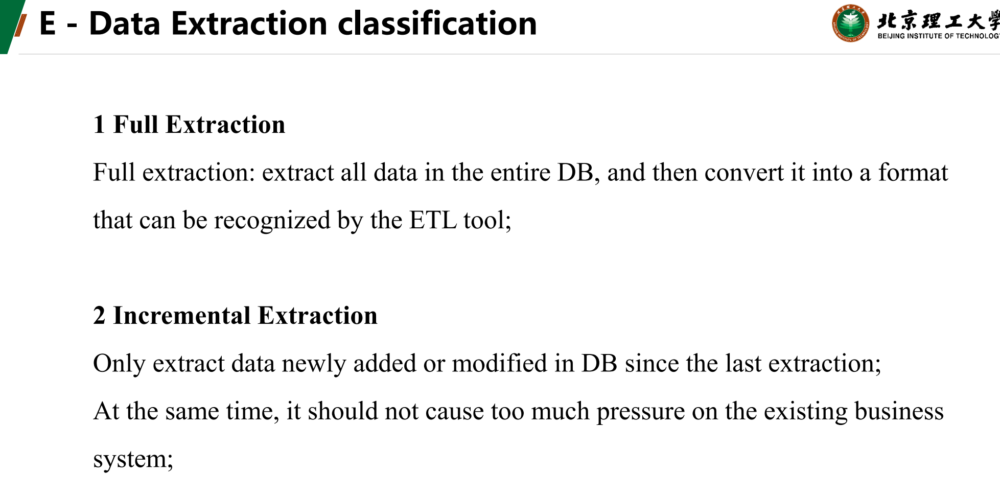 E - Data Extraction classification
北京理工大學
BEIJING INSTITUTE OF TECHNOLOGY
1 Full Extraction
Full extraction: extract all data in the entire DB, and then convert it into a format
that can be recognized by the ETL tool;
2 Incremental Extraction
Only extract data newly added or modified in DB since the last extraction;
At the same time, it should not cause too much pressure on the existing business
system;